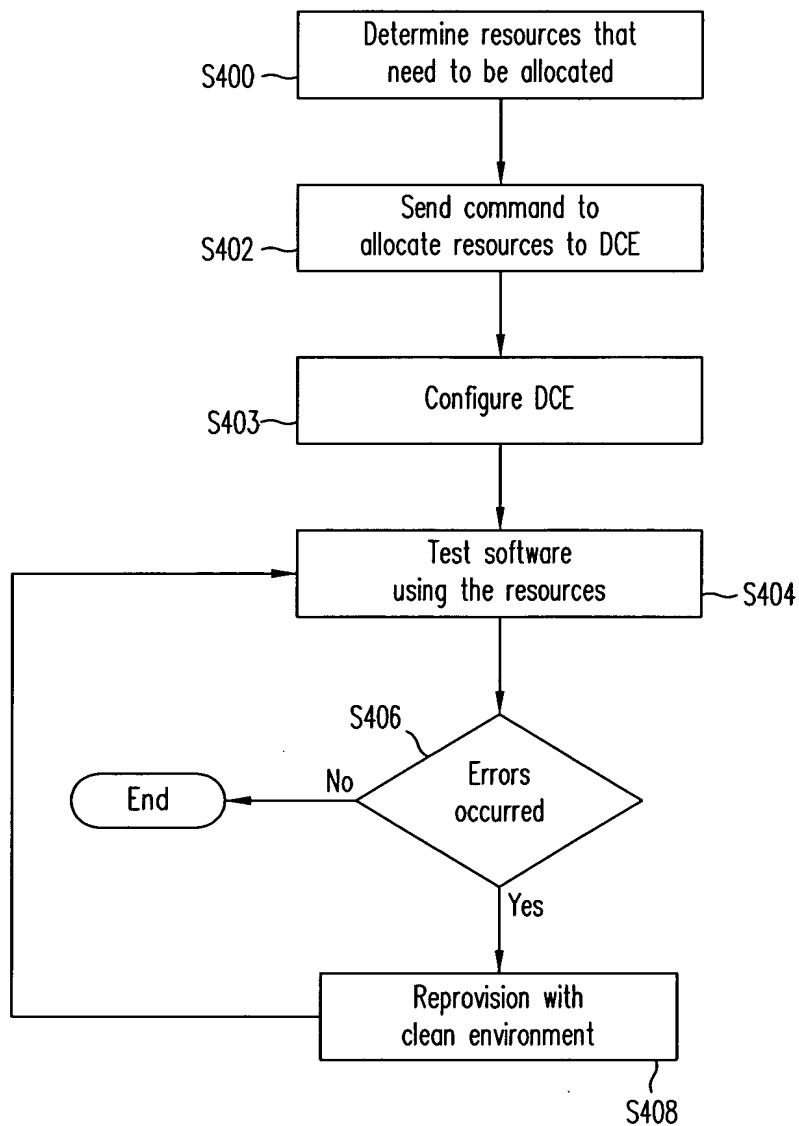 Determine resources that
need to be allocated
S400
Send command to
allocate resources to DCE
S402
Configure DCE
S403
Test software
using the resources
S404
S406
Errors
occurred
No
End
Yes
Reprovision with
clean environment
S408